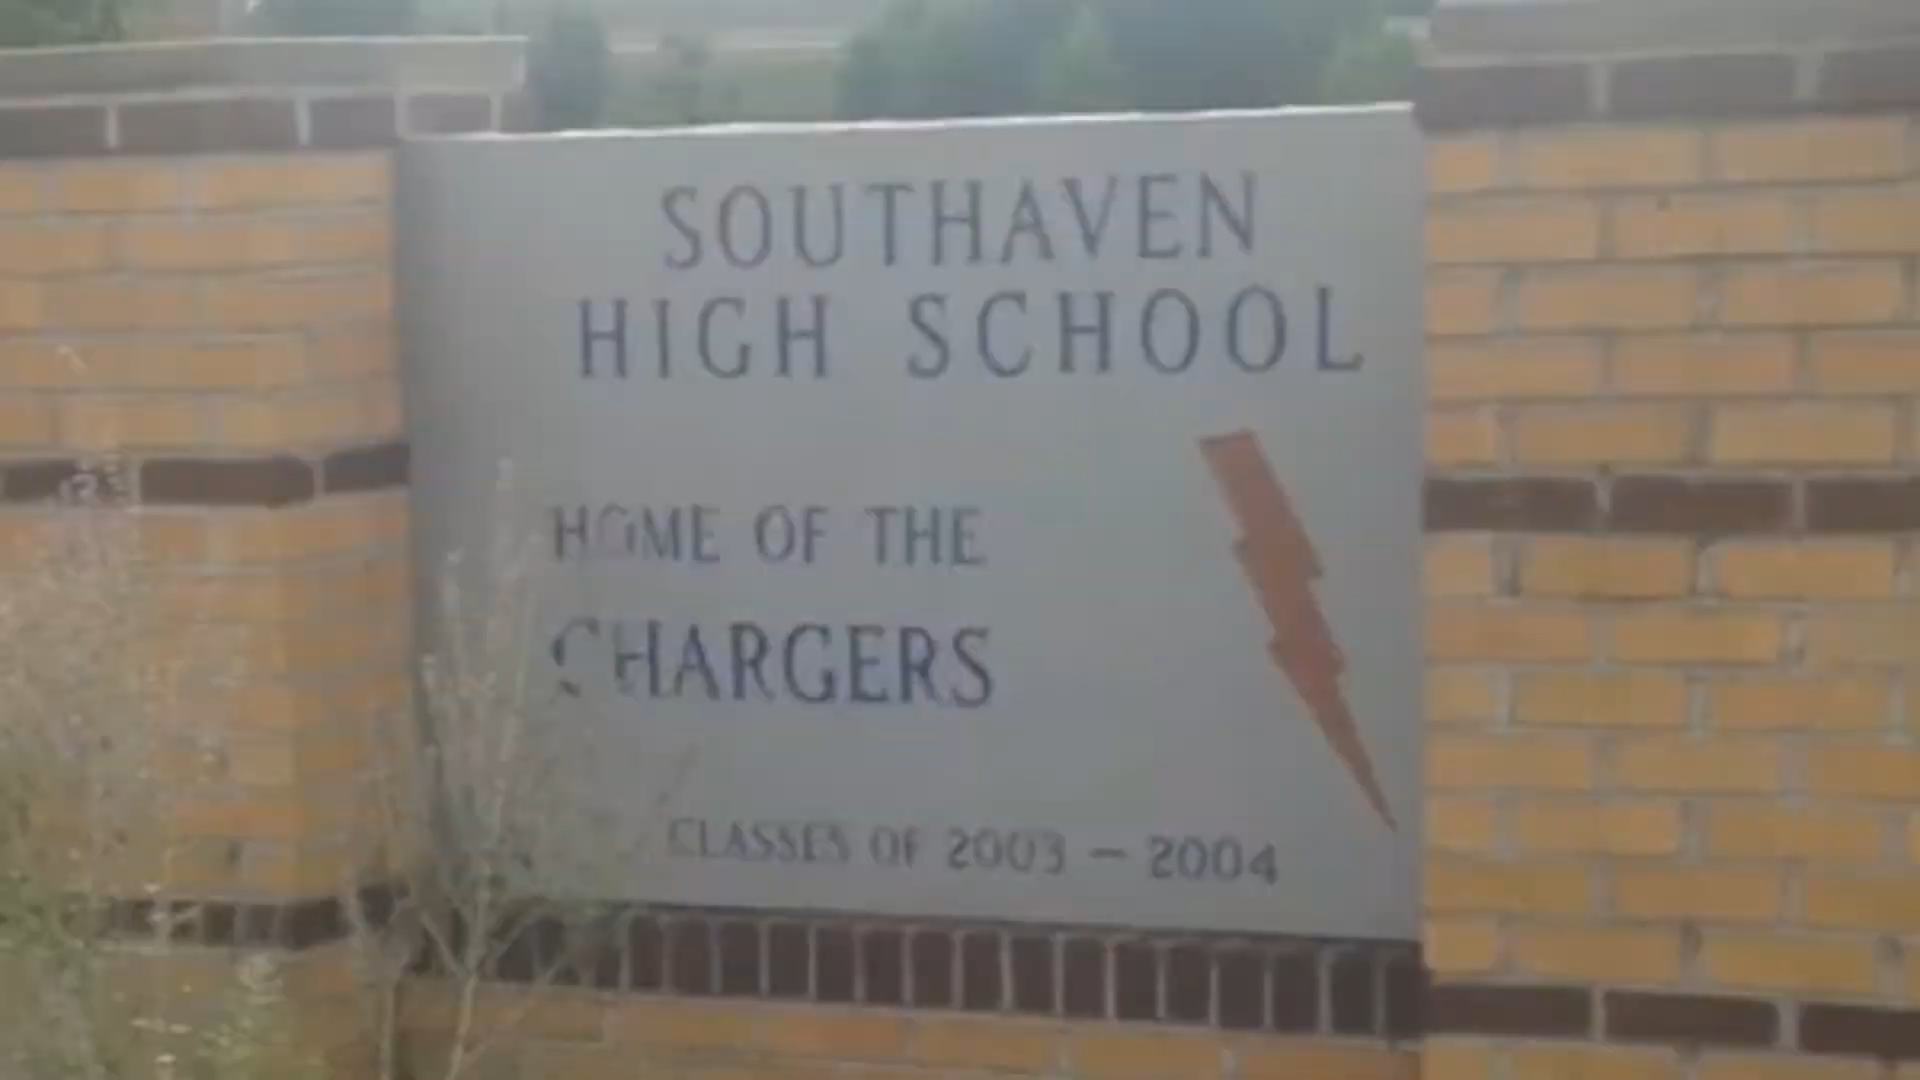 SOUTHAVEN
HIGH SCHOOL
HOME OF THE
CHARGERS
CLASSES OF 2003 - 2004